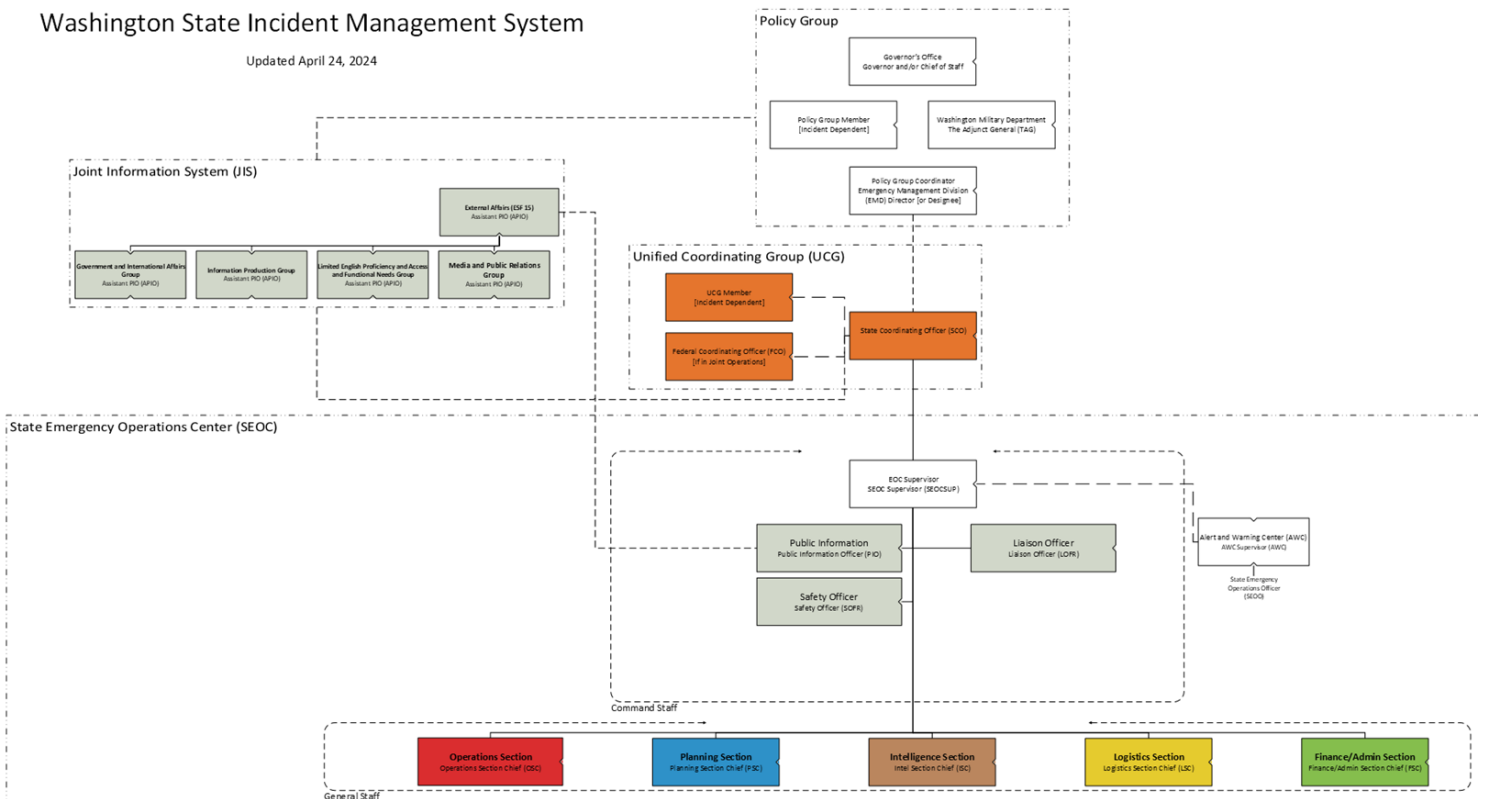 Washington State Incident Management System
Updated April 24, 2024
Policy Group
Governor's Office
Governor and/or Chief of Staff
Policy Group Member
[Incident Dependent]
Washington Military Department
The Adjunct General (TAG)
Policy Group Coordinator
Emergency Management Division
(EMD) Director [or Designee]
Joint Information System (JIS)
External Affairs (ESF 15)
Assistant PIO (APIO)
Government and International Affairs
Group
Assistant PIO (APIO)
Information Production Group
Assistant PIO (APIO)
Limited English Proficiency and Access
and Functional Needs Group
Assistant PIO (APIO)
Media and Public Relations
Group
Assistant PIO (APIO)
Unified Coordinating Group (UCG)
UCG Member
[Incident Dependent]
State Coordinating Officer (SCO)
Federal Coordinating Officer (FCO)
[If in Joint Operations]
State Emergency Operations Center (SEOC)
EOC Supervisor
SEOC Supervisor (SEOCSUP)
Public Information
Public Information Officer (PIO)
Liaison Officer
Liaison Officer (LOFR)
Alert and Warning Center (AWC)
AWC Supervisor (AWC)
State Emergency
Operations Officer
(SEOO)
Safety Officer
Safety Officer (SOFR)
Command Staff
Operations Section
Operations Section Chief (OSC)
Planning Section
Planning Section Chief (PSC)
Intelligence Section
Intel Section Chief (ISC)
Logistics Section
Logistics Section Chief (LSC)
Finance/Admin Section
Finance/Admin Section Chief (FSC)
General Staff